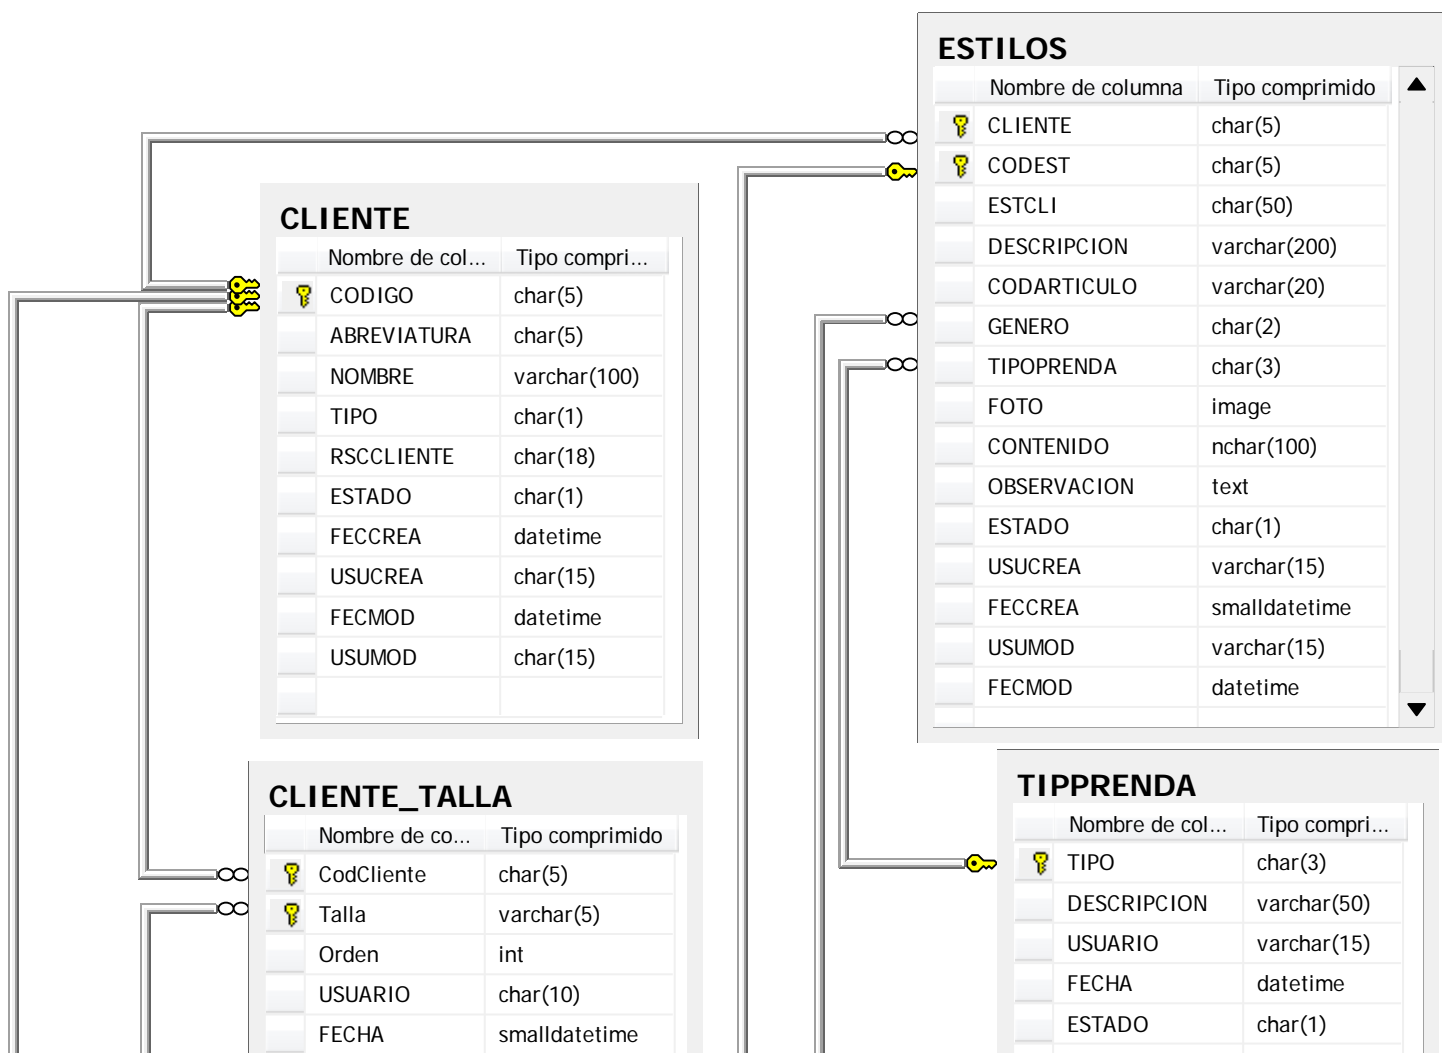 ESTILOS
Nombre de columna Tipo comprimido
CLIENTE char(5)
CODEST char(5)
ESTCLI char(50)
DESCRIPCION varchar(200)
CODARTICULO varchar(20)
GENERO char(2)
TIPOPRENDA char(3)
FOTO image
CONTENIDO nchar(100)
OBSERVACION text
ESTADO char(1)
USUCREA varchar(15)
FECCREA smalldatetime
USUMOD varchar(15)
FECMOD datetime
CLIENTE
Nombre de col... Tipo compri...
CODIGO char(5)
ABREVIATURA char(5)
NOMBRE varchar(100)
TIPO char(1)
RSCCLIENTE char(18)
ESTADO char(1)
FECCREA datetime
USUCREA char(15)
FECMOD datetime
USUMOD char(15)
CLIENTE_TALLA
Nombre de co... Tipo comprimido
CodCliente char(5)
Talla varchar(5)
Orden int
USUARIO char(10)
FECHA smalldatetime
TIPPRENDA
Nombre de col... Tipo compri...
TIPO char(3)
DESCRIPCION varchar(50)
USUARIO varchar(15)
FECHA datetime
ESTADO char(1)